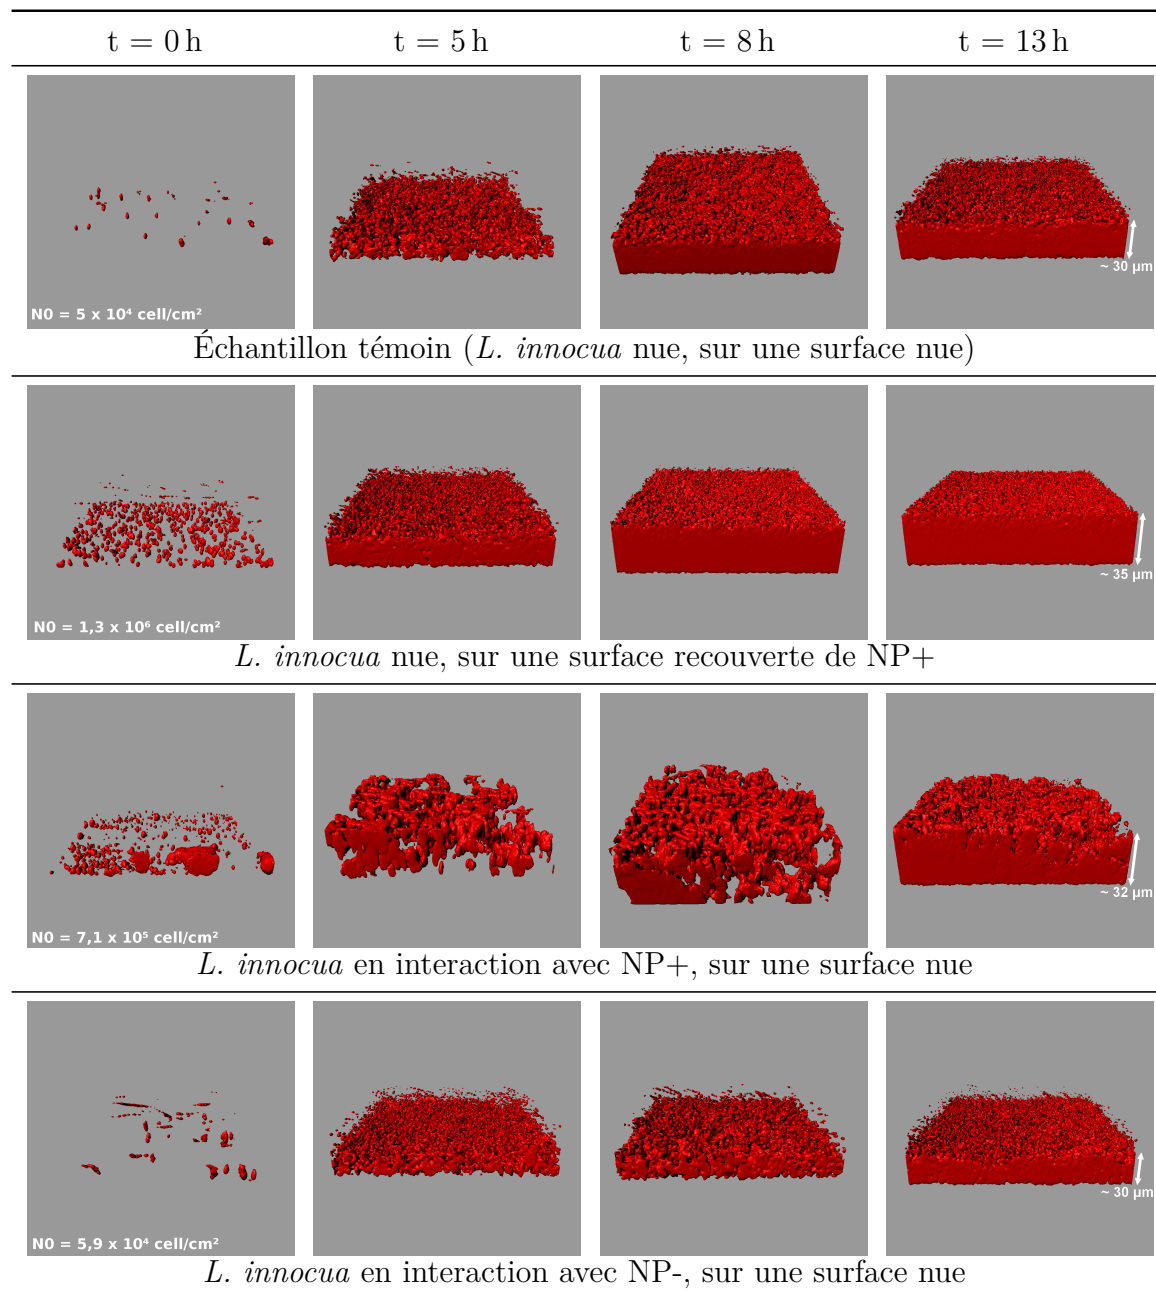 t = 0 h t = 5 h t = 8 h t = 13 h
N0 = 5 x 10⁴ cell/cm²
~ 30 µm
Échantillon témoin (L. innocua nue, sur une surface nue)
N0 = 1,3 x 10⁶ cell/cm²
~ 35 µm
L. innocua nue, sur une surface recouverte de NP+
N0 = 7,1 x 10⁵ cell/cm²
~ 32 µm
L. innocua en interaction avec NP+, sur une surface nue
N0 = 5,9 x 10⁴ cell/cm²
~ 30 µm
L. innocua en interaction avec NP-, sur une surface nue